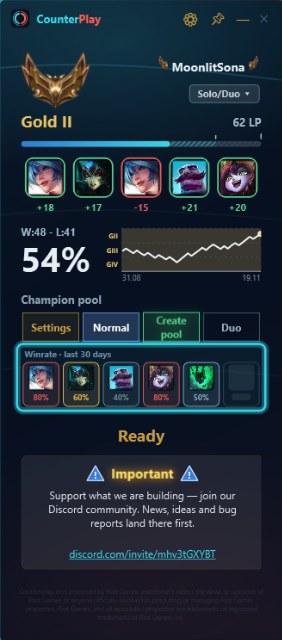 CounterPlay
MoonlitSona
Solo/Duo
Gold II
62 LP
+18 +17 -15 +21 +20
W:48 - L:41
54%
GII
GIII
GIV
31.08 19.11
Champion pool
Settings Normal Create pool Duo
Winrate · last 30 days
80% 60% 40% 80% 50%
Ready
Important
Support what we are building — join our
Discord community. News, ideas and bug
reports land there first.
discord.com/invite/mhv3tGXYBT